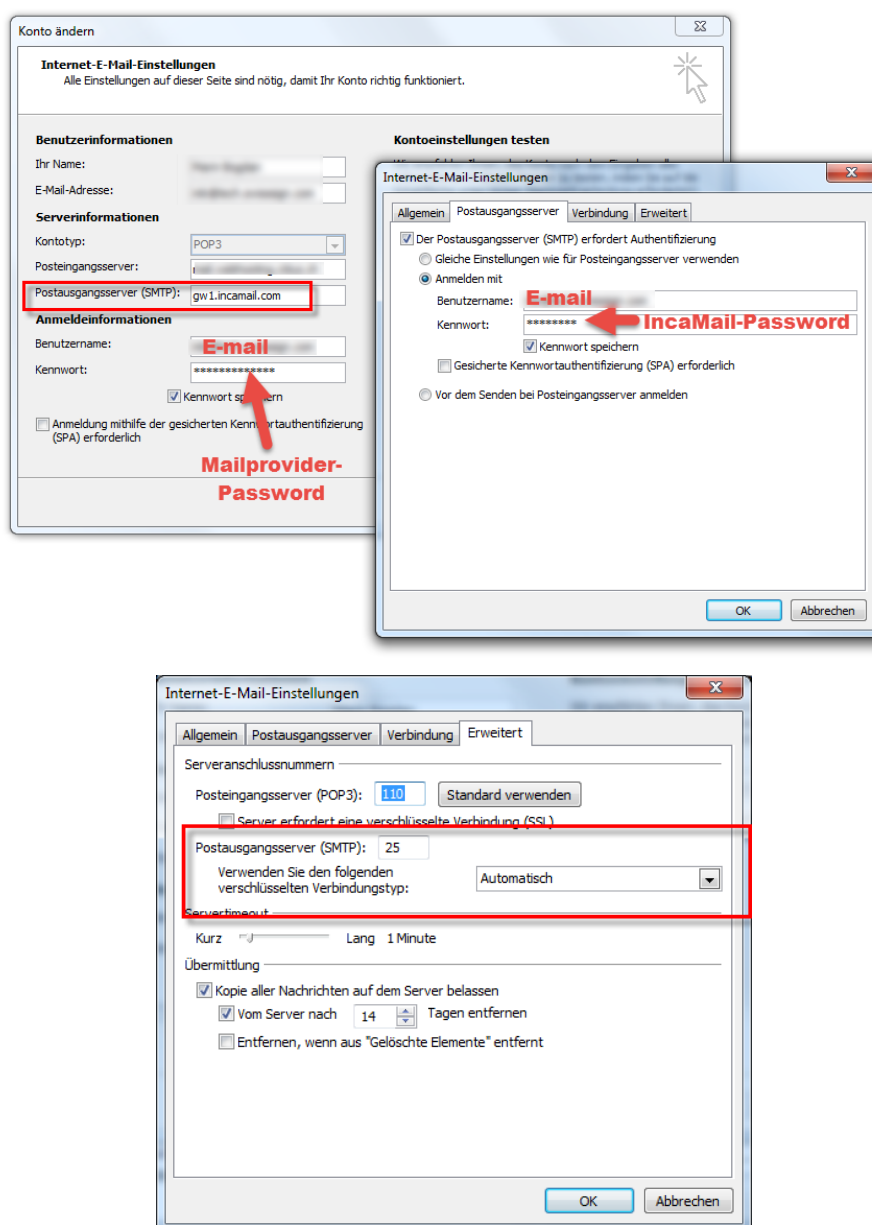 Konto ändern
Internet-E-Mail-Einstellungen
Alle Einstellungen auf dieser Seite sind nötig, damit Ihr Konto richtig funktioniert.
Benutzerinformationen
Ihr Name:
E-Mail-Adresse:
Serverinformationen
Kontotyp:
POP3
Posteingangsserver:
Postausgangsserver (SMTP):
gw1.incamail.com
Anmeldeinformationen
Benutzername:
E-mail
Kennwort:
*************
Kennwort
Anmeldung mithilfe der gesicherten Kennwortauthentifizierung
(SPA) erforderlich
Mailprovider-
Password
Kontoeinstellungen testen
Internet-E-Mail-Einstellungen
Allgemein
Postausgangsserver
Verbindung
Erweitert
Der Postausgangsserver (SMTP) erfordert Authentifizierung
Gleiche Einstellungen wie für Posteingangsserver verwenden
Anmelden mit
Benutzername:
E-mail
Kennwort:
********
IncaMail-Password
Kennwort speichern
Gesicherte Kennwortauthentifizierung (SPA) erforderlich
Vor dem Senden bei Posteingangsserver anmelden
OK
Abbrechen
Internet-E-Mail-Einstellungen
Allgemein
Postausgangsserver
Verbindung
Erweitert
Serveranschlussnummern
Posteingangsserver (POP3): 110 Standard verwenden
Server erfordert eine verschlüsselte Verbindung (SSL)
Postausgangsserver (SMTP): 25
Verwenden Sie den folgenden
verschlüsselten Verbindungstyp:
Automatisch
Servertimeout
Kurz Lang 1 Minute
Übermittlung
Kopie aller Nachrichten auf dem Server belassen
Vom Server nach 14 Tagen entfernen
Entfernen, wenn aus "Gelöschte Elemente" entfernt
OK
Abbrechen